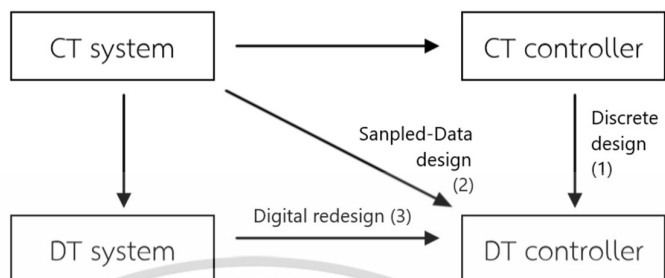 CT system
CT controller
Sanpled-Data
design
(2)
Discrete
design
(1)
Digital redesign (3)
DT system
DT controller